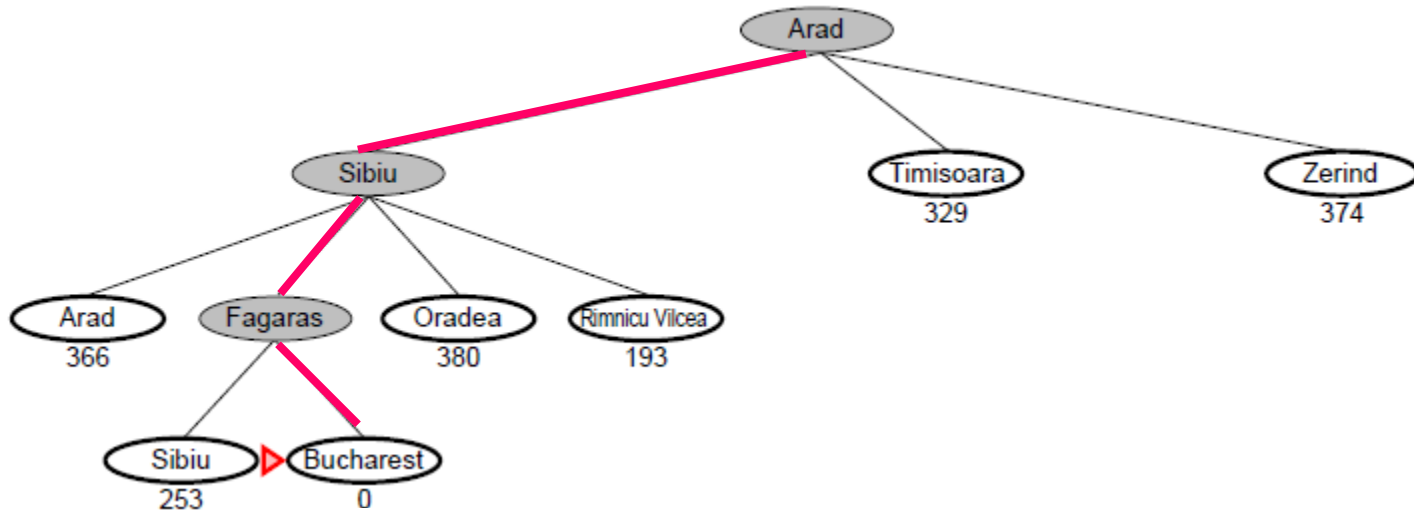 Arad
Sibiu Timisoara Zerind
329 374
Arad Fagaras Oradea Rimnicu Vilcea
366 380 193
Sibiu Bucharest
253 0